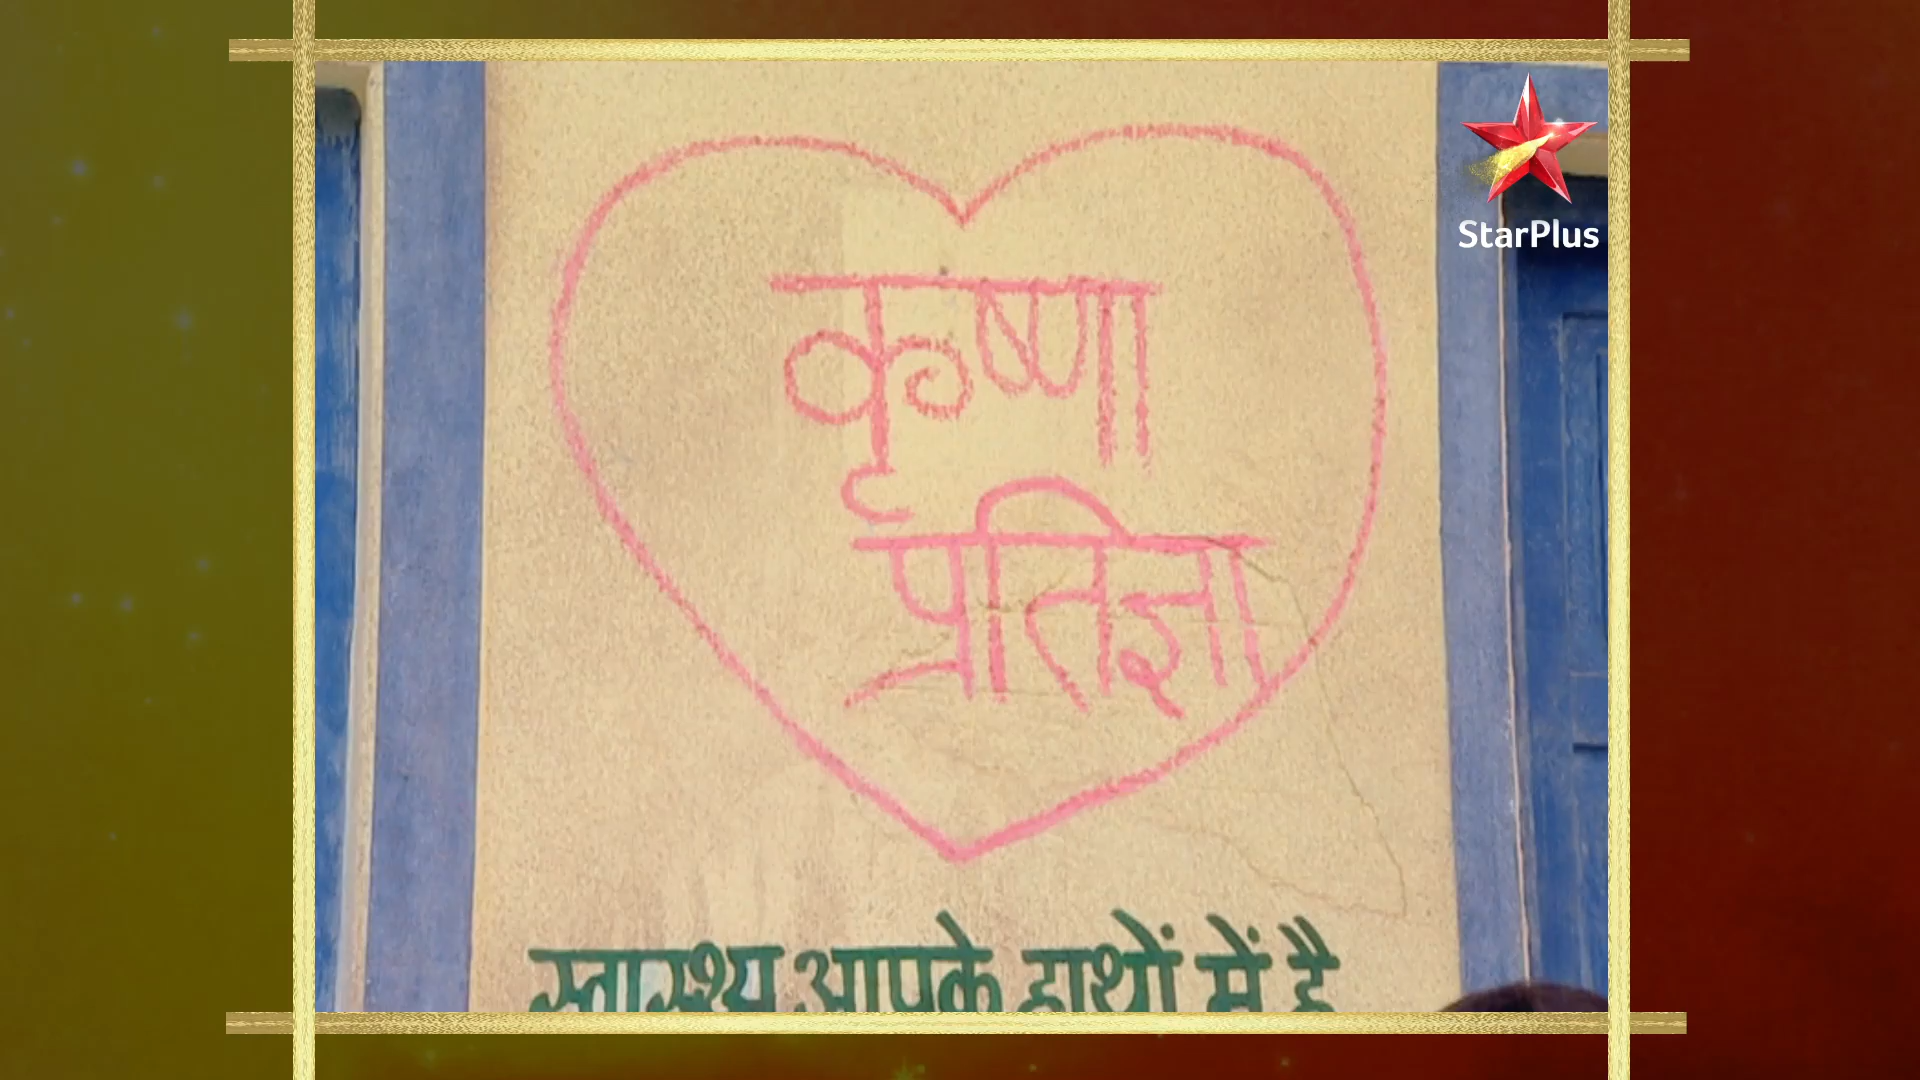 StarPlus
कृष्णा
प्रतिज्ञा
स्वास्थ्य आपके हाथों में है